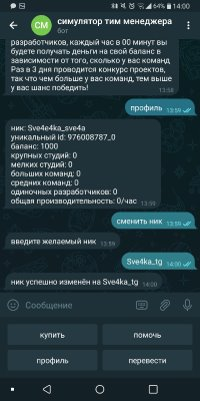 64% 14:00
СМ
симулятор тим менеджера
бот
разработчиков, каждый час в 00 минут вы
будете получать деньги на свой баланс в
зависимости от того, сколько у вас команд
Раз в 3 дня проводится конкурс проектов,
так что чем больше у вас команд, тем выше
у вас шанс победить!
13:58
профиль 13:59
ник: Sve4e4ka_sve4a
уникальный id: 976008787_0
баланс: 1000
крупных студий: 0
мелких студий: 0
больших команд: 0
средних команд: 0
одиночных разработчиков: 0
общая производительность: 0/час 13:59
сменить ник 13:59
введите желаемый ник 13:59
Sve4ka_tg 14:00
ник успешно изменён на Sve4ka_tg 14:00
Сообщение
купить
помочь
профиль
перевести